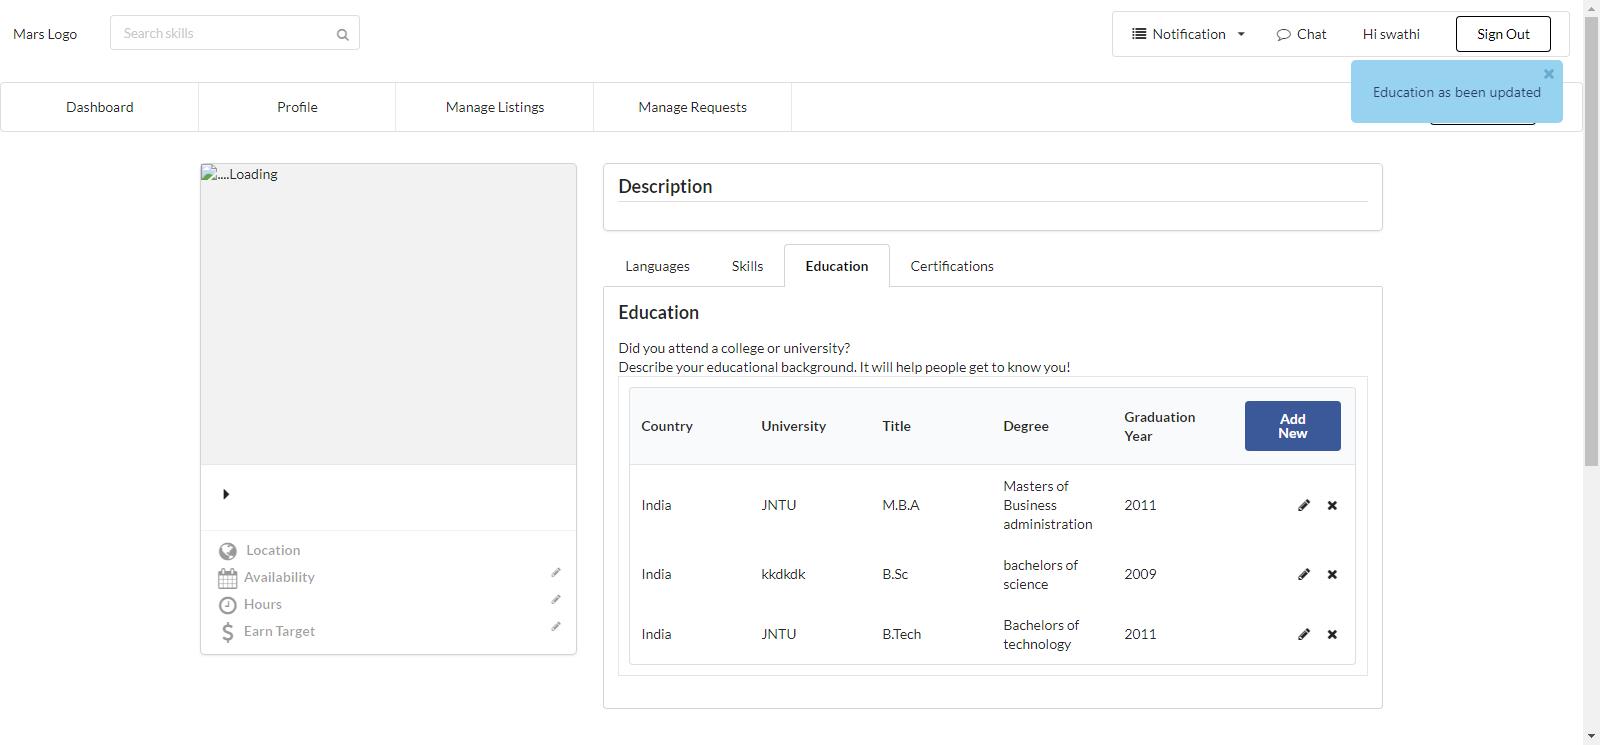 Mars Logo
Search skills
Notification
Chat
Hi swathi
Sign Out
Education as been updated
Dashboard
Profile
Manage Listings
Manage Requests
....Loading
Location
Availability
Hours
Earn Target
Description
Languages
Skills
Education
Certifications
Education
Did you attend a college or university?
Describe your educational background. It will help people get to know you!
Country University Title Degree Graduation
Year
Add
New
India JNTU M.B.A Masters of
Business
administration
2011
India kkdkdk B.Sc bachelors of
science
2009
India JNTU B.Tech Bachelors of
technology
2011